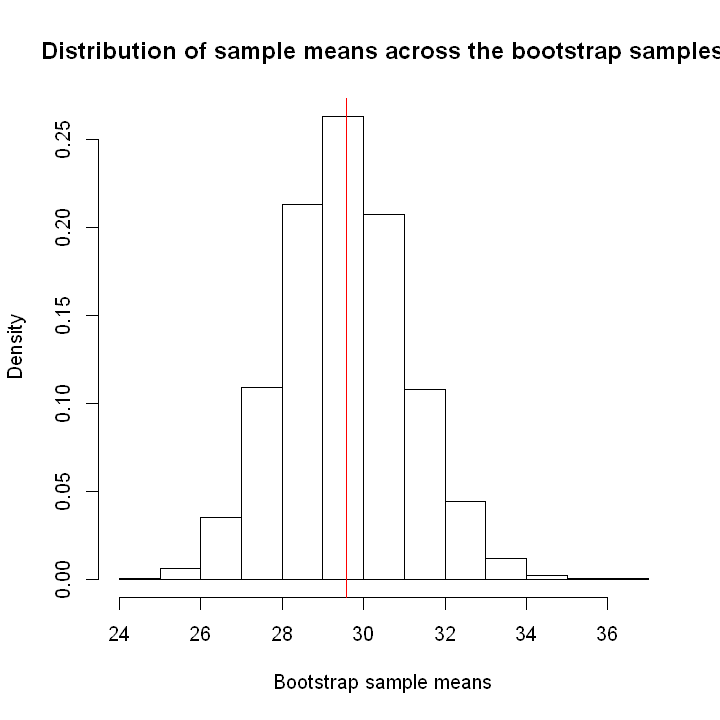 Distribution of sample means across the bootstrap samples
0.25
0.20
0.15
0.10
0.05
0.00
Density
24 26 28 30 32 34 36
Bootstrap sample means